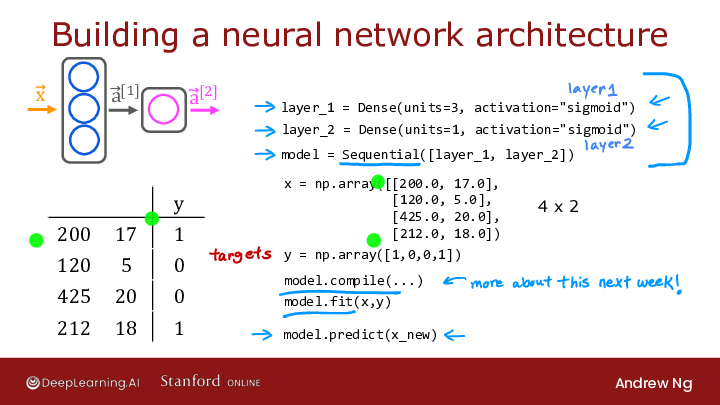 Building a neural network architecture
x⃗
a⃗[1]
a⃗[2]
layer1
layer_1 = Dense(units=3, activation="sigmoid")
layer_2 = Dense(units=1, activation="sigmoid")
layer2
model = Sequential([layer_1, layer_2])
x = np.array([[200.0, 17.0],
[120.0, 5.0],
[425.0, 20.0],
[212.0, 18.0])
4 x 2
y
200 17 1
120 5 0
425 20 0
212 18 1
targets y = np.array([1,0,0,1])
model.compile(...) more about this next week!
model.fit(x,y)
model.predict(x_new)
DeepLearning.AI Stanford ONLINE Andrew Ng